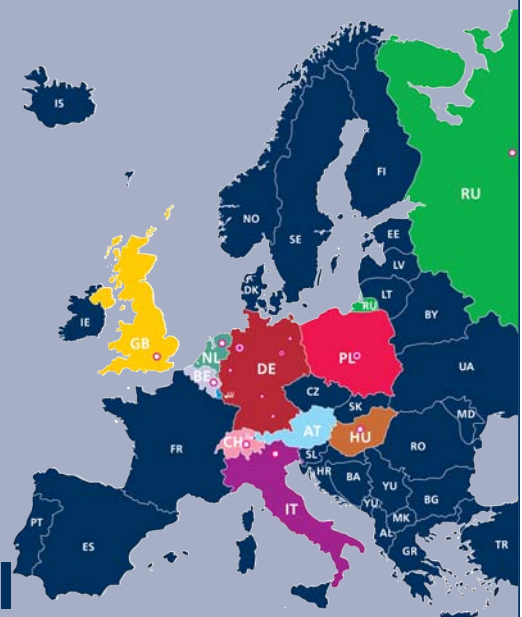 IS
FI
RU
NO
SE
EE
LV
DK
LT
RU
IE
GB
NL
BY
BE
DE
PL
UA
CZ
SK
MD
FR
CH
AT
HU
RO
SL
HR
BA
YU
IT
YU
BG
MK
PT
ES
AL
GR
TR